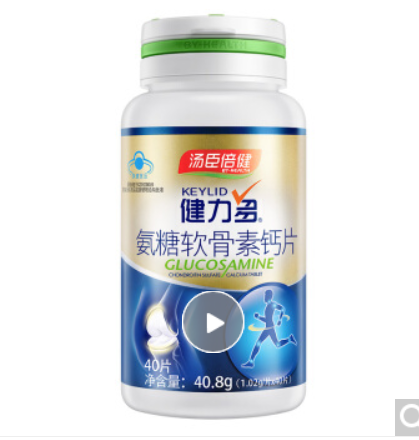 汤臣倍健
BY-HEALTH
KEYLID
健力多®
氨糖软骨素钙片
GLUCOSAMINE
CHONDROITIN SULFATE CALCIUM TABLET
40片
净含量：40.8g（1.02g/片×40片）